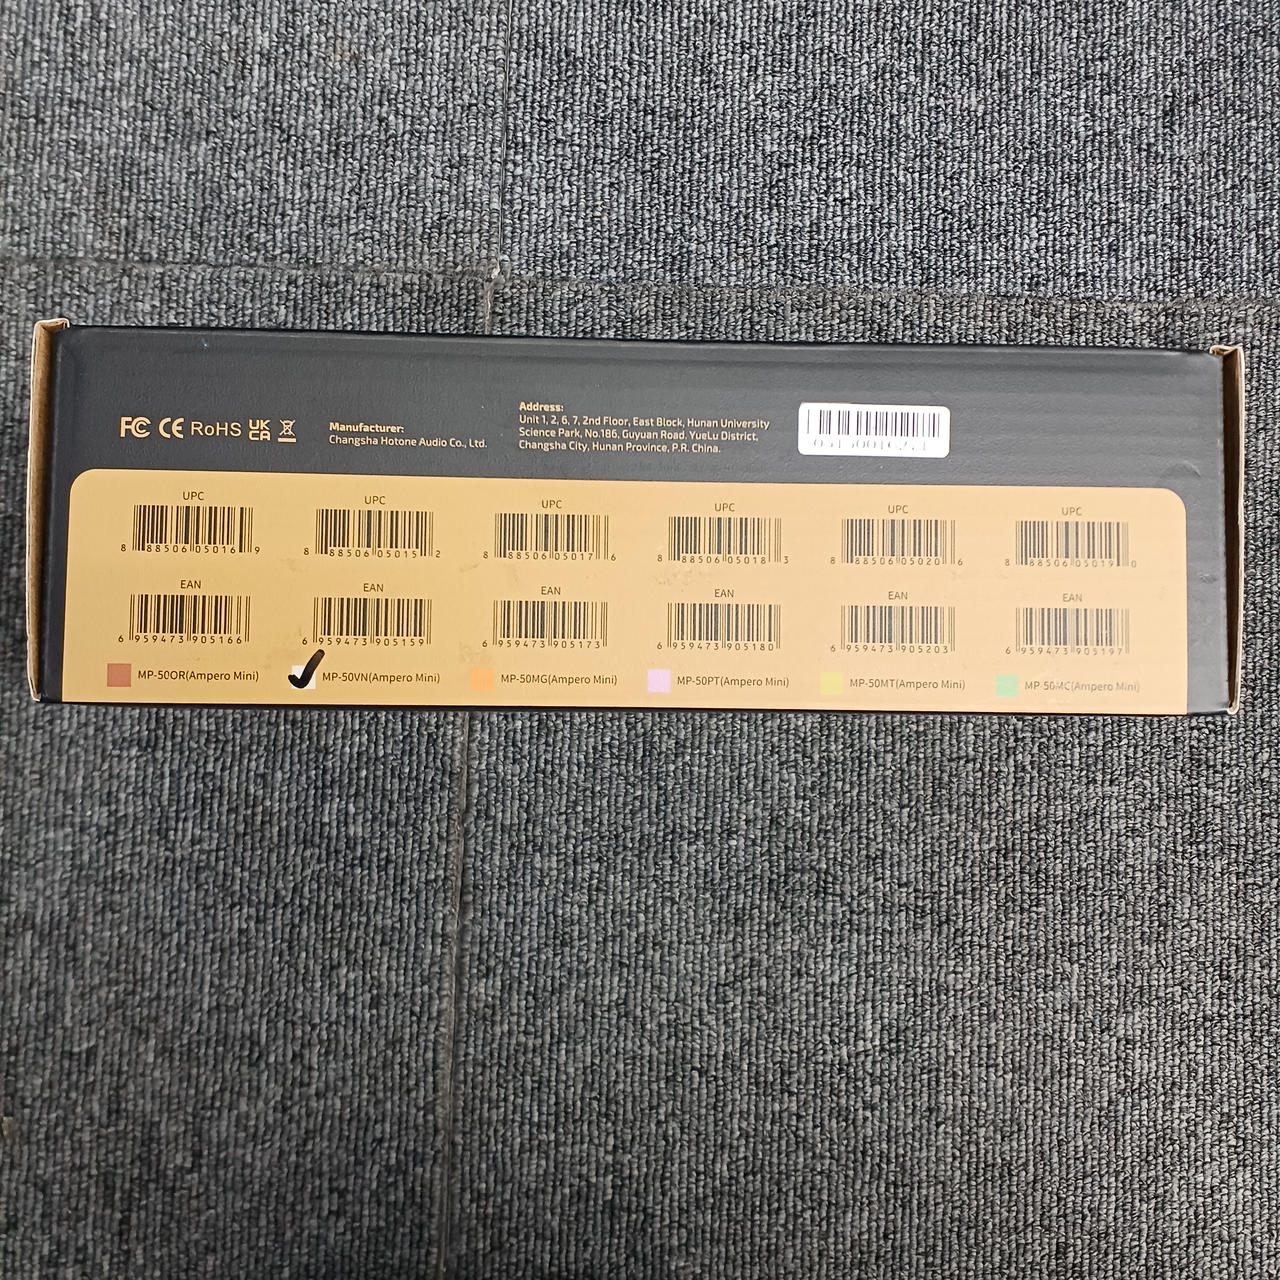 FC CE RoHS UK CA
Manufacturer:
Changsha Hotone Audio Co., Ltd.
Address:
Unit 1, 2, 6, 7, 2nd Floor, East Block, Hunan University
Science Park, No.186, Guyuan Road. YueLu District,
Changsha City, Hunan Province, P.R. China.
UPC UPC UPC UPC UPC UPC
8 88506 05016 9 8 88506 05015 2 8 88506 05017 6 8 88506 05018 3 8 88506 05020 6 8 88506 05019 0
EAN EAN EAN EAN EAN EAN
6 959473 905166 6 959473 905159 6 959473 905173 6 959473 905180 6 959473 905203 6 959473 905197
MP-50OR(Ampero Mini) MP-50VN(Ampero Mini) MP-50MG(Ampero Mini) MP-50PT(Ampero Mini) MP-50MT(Ampero Mini) MP-50MC(Ampero Mini)